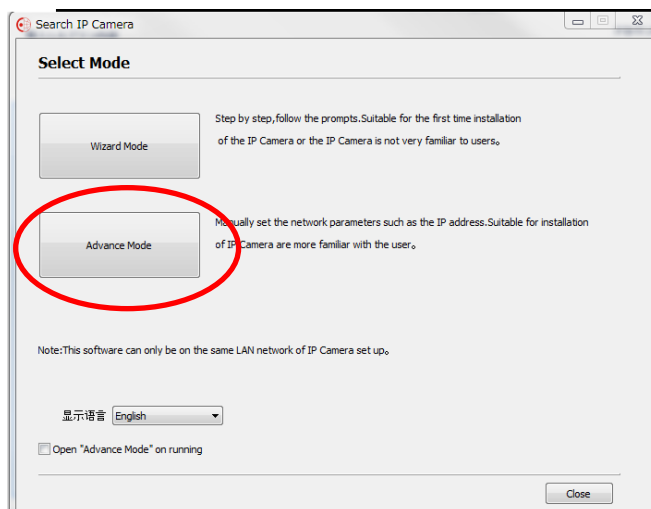 Search IP Camera
Select Mode
Wizard Mode
Step by step,follow the prompts.Suitable for the first time installation
of the IP Camera or the IP Camera is not very familiar to users。
Advance Mode
Manually set the network parameters such as the IP address.Suitable for installation
of IP Camera are more familiar with the user。
Note:This software can only be on the same LAN network of IP Camera set up。
显示语言 English
Open "Advance Mode" on running
Close